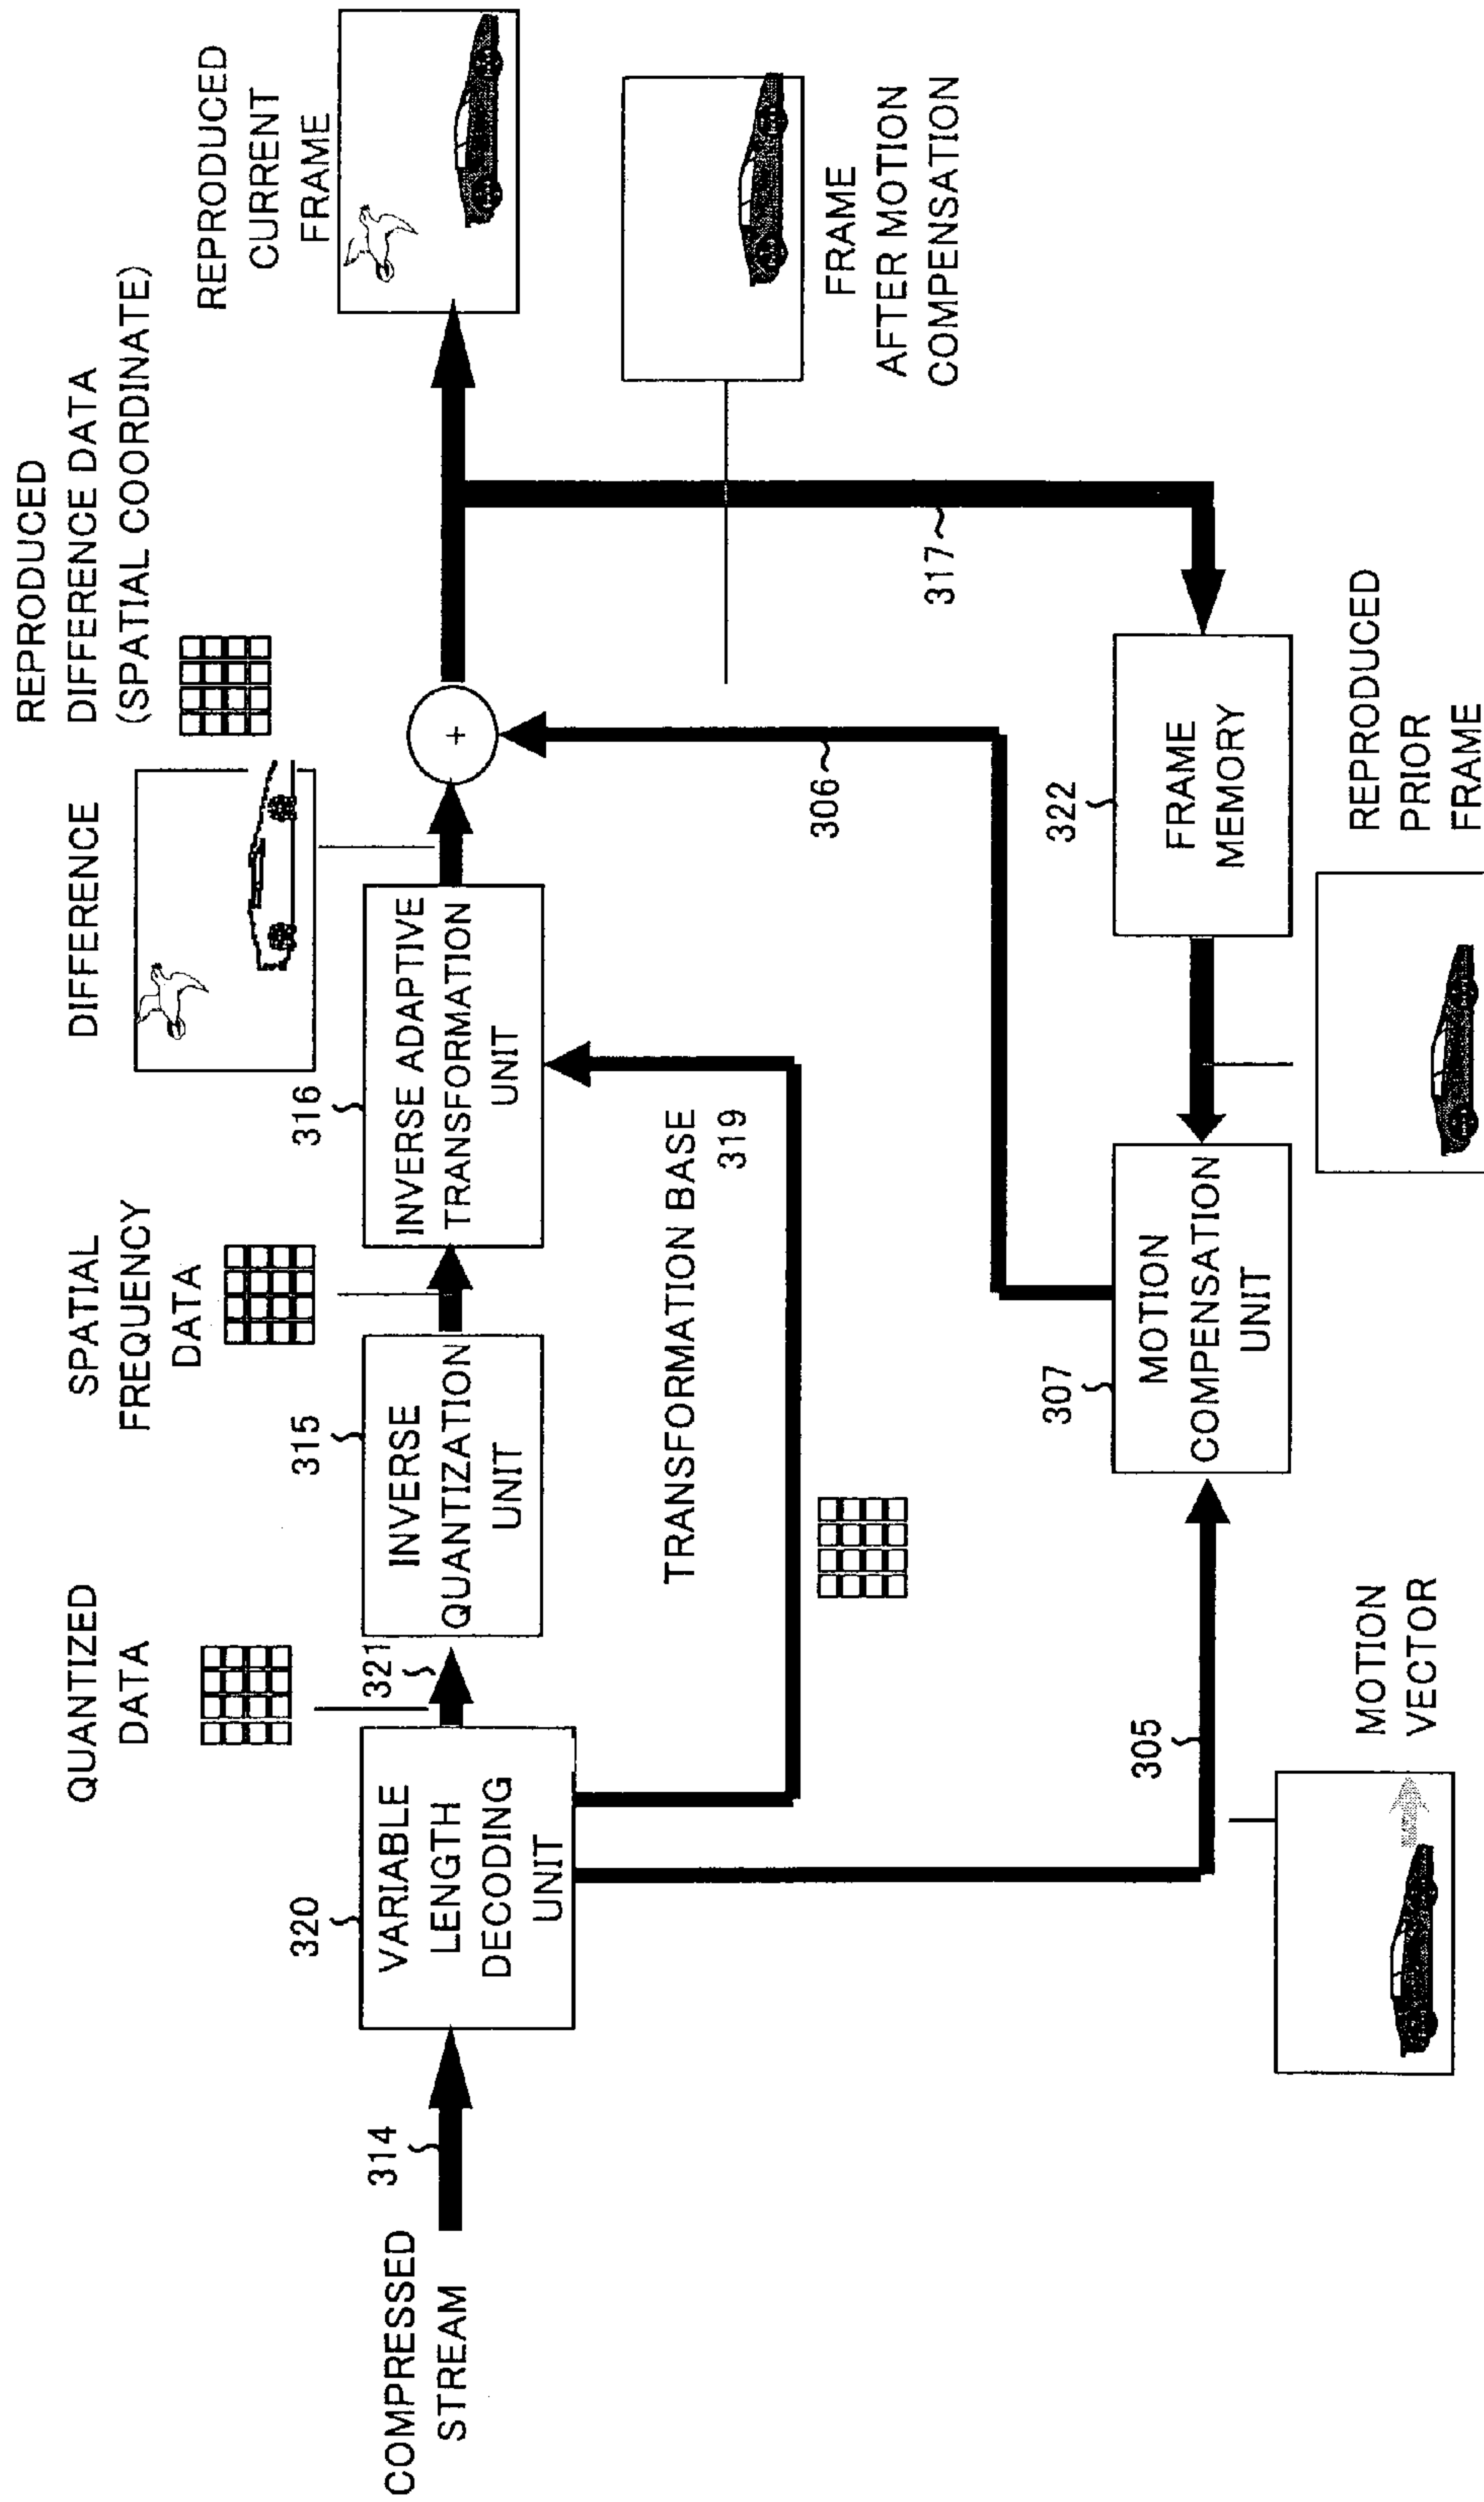 REPRODUCED
DIFFERENCE DATA
(SPATIAL COORDINATE)
DIFFERENCE
SPATIAL
FREQUENCY
DATA
QUANTIZED
DATA
REPRODUCED
CURRENT
FRAME
COMPRESSED
STREAM
314
320
VARIABLE
LENGTH
DECODING
UNIT
321
315
INVERSE
QUANTIZATION
UNIT
316
INVERSE ADAPTIVE
TRANSFORMATION
UNIT
+
TRANSFORMATION BASE
319
FRAME
AFTER MOTION
COMPENSATION
306
317
305
307
MOTION
COMPENSATION
UNIT
322
FRAME
MEMORY
MOTION
VECTOR
REPRODUCED
PRIOR
FRAME